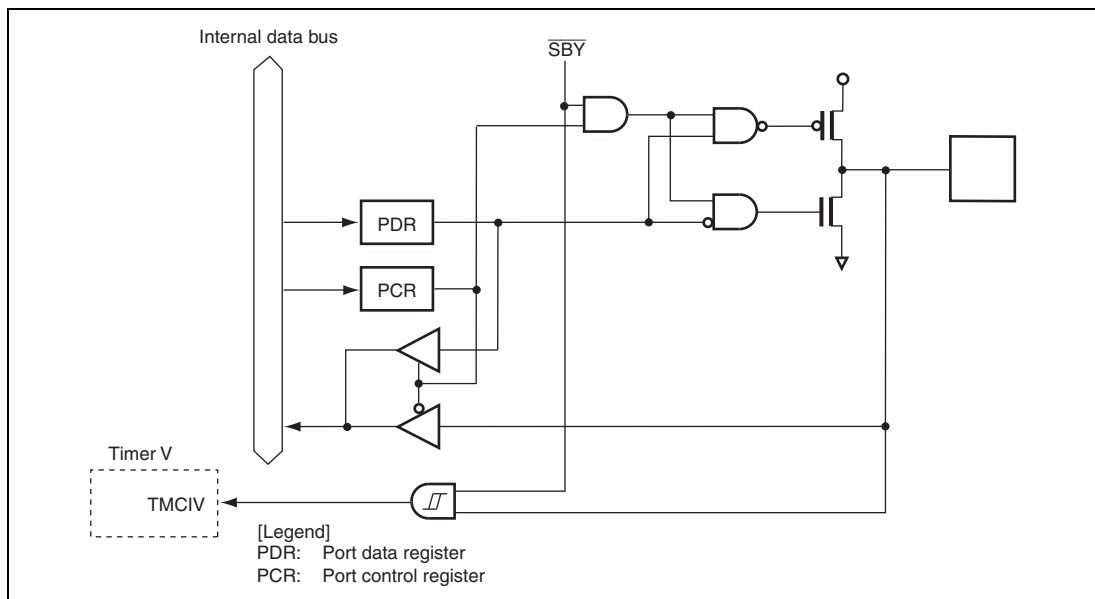 Internal data bus
SBY
PDR
PCR
Timer V
TMCIV
[Legend]
PDR: Port data register
PCR: Port control register